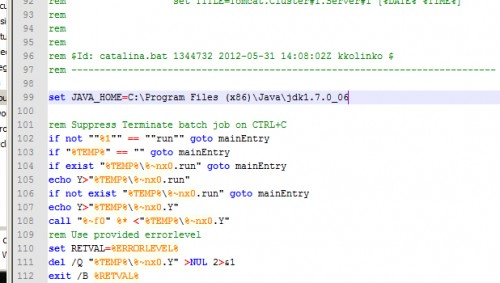 92 rem set TITLE=Tomcat.Cluster#1.Server#1 [%DATE% %TIME%]
93 rem
94 rem
95 rem
96 rem $Id: catalina.bat 1344732 2012-05-31 14:08:02Z kkolinko $
97 rem ---------------------------------------------------------------------------
98
99 set JAVA_HOME=C:\Program Files (x86)\Java\jdk1.7.0_06
100
101 rem Suppress Terminate batch job on CTRL+C
102 if not ""%1"" == ""run"" goto mainEntry
103 if "%TEMP%" == "" goto mainEntry
104 if exist "%TEMP%\%~nx0.run" goto mainEntry
105 echo Y>"%TEMP%\%~nx0.run"
106 if not exist "%TEMP%\%~nx0.run" goto mainEntry
107 echo Y>"%TEMP%\%~nx0.Y"
108 call "%~f0" %* <"%TEMP%\%~nx0.Y"
109 rem Use provided errorlevel
110 set RETVAL=%ERRORLEVEL%
111 del /Q "%TEMP%\%~nx0.Y" >NUL 2>&1
112 exit /B %RETVAL%